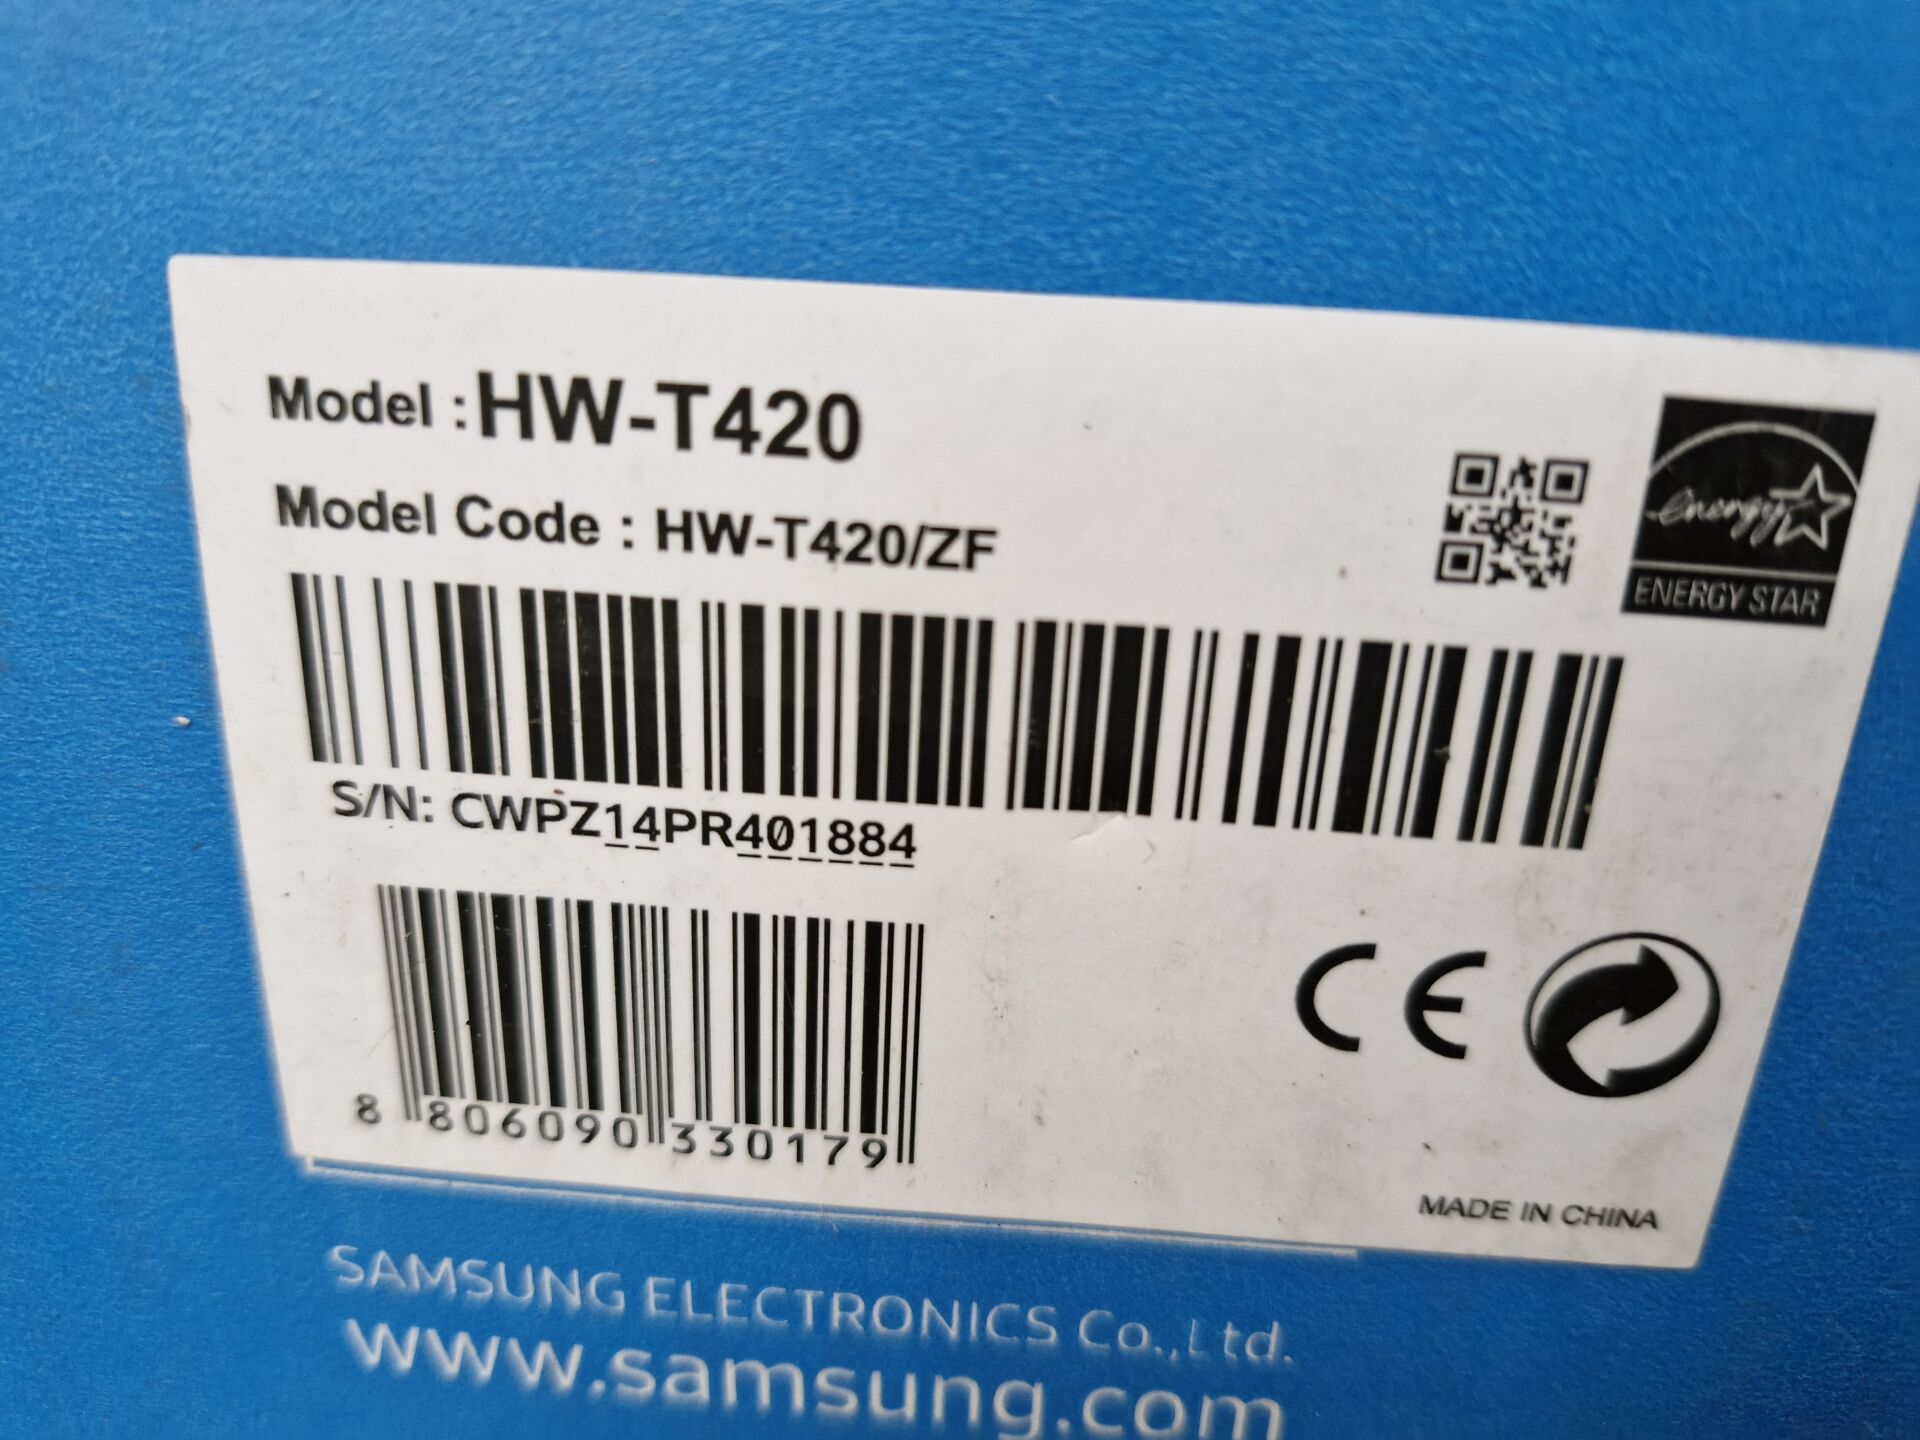 Model : HW-T420
Model Code : HW-T420/ZF
energy
ENERGY STAR
S/N: CWPZ14PR401884
CE
8 806090 330179
MADE IN CHINA
SAMSUNG ELECTRONICS Co.,Ltd.
www.samsung.com